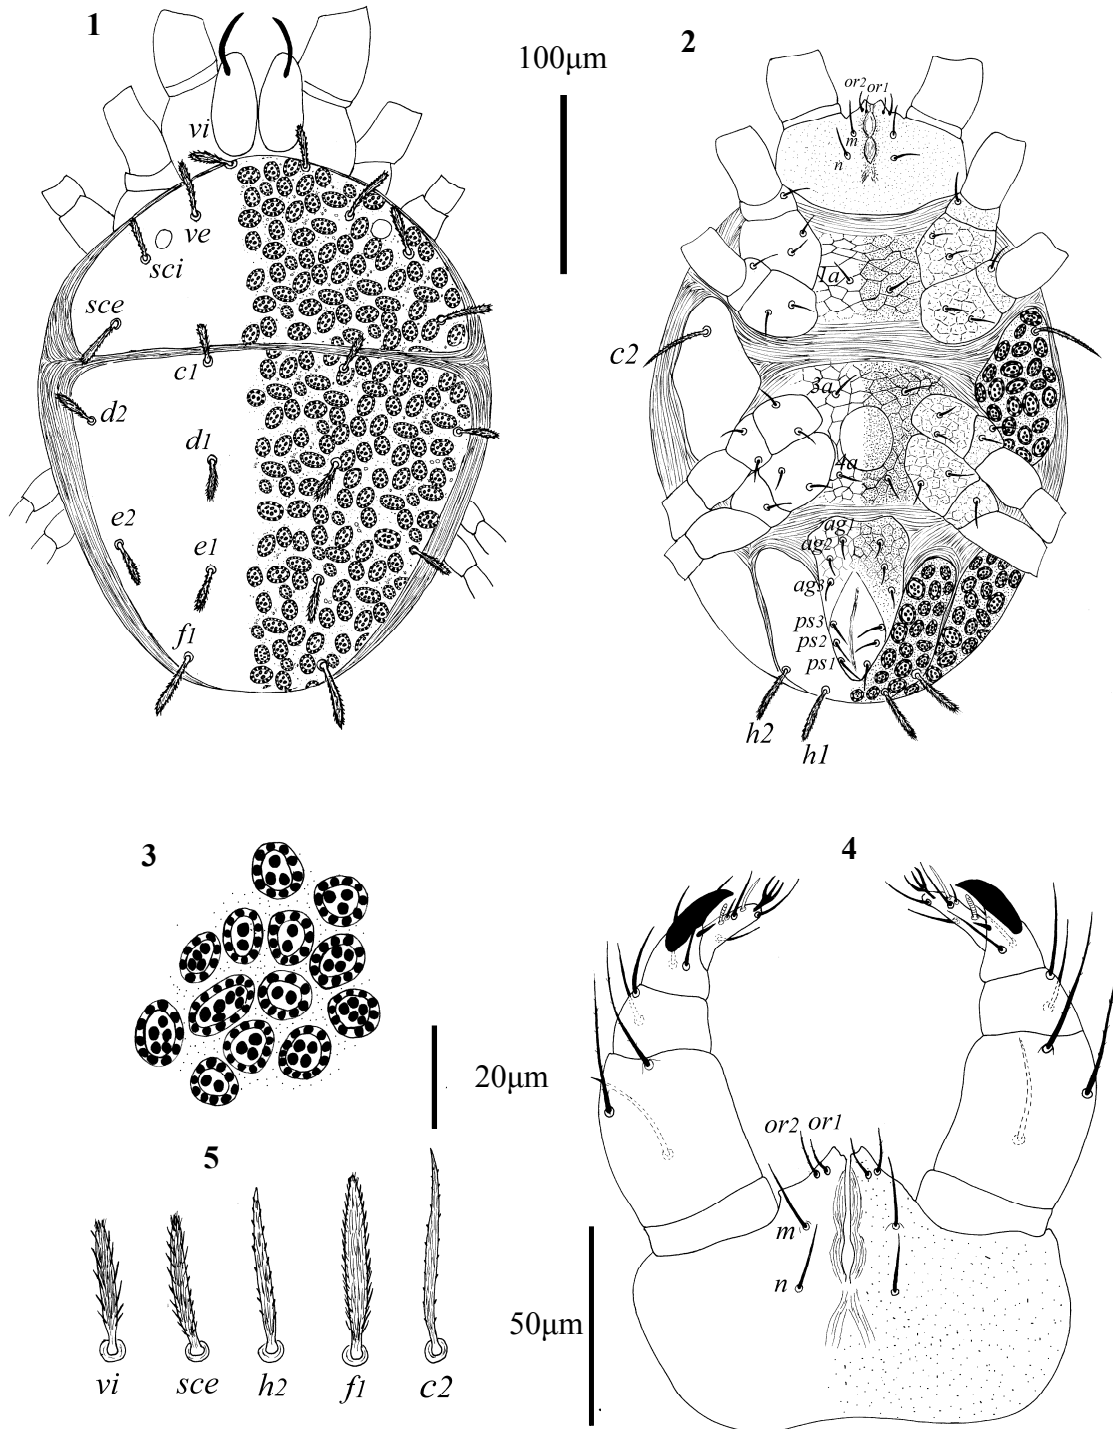 1
100μm
vi
ve
sci
sce
c1
d2
d1
e2
e1
f1
2
or2 or1
m
n
1a
c2
3a
4a
ag1
ag2
ag3
ps3
ps2
ps1
h2
h1
3
20μm
5
vi sce h2 f1 c2
4
or2 or1
m
n
50μm